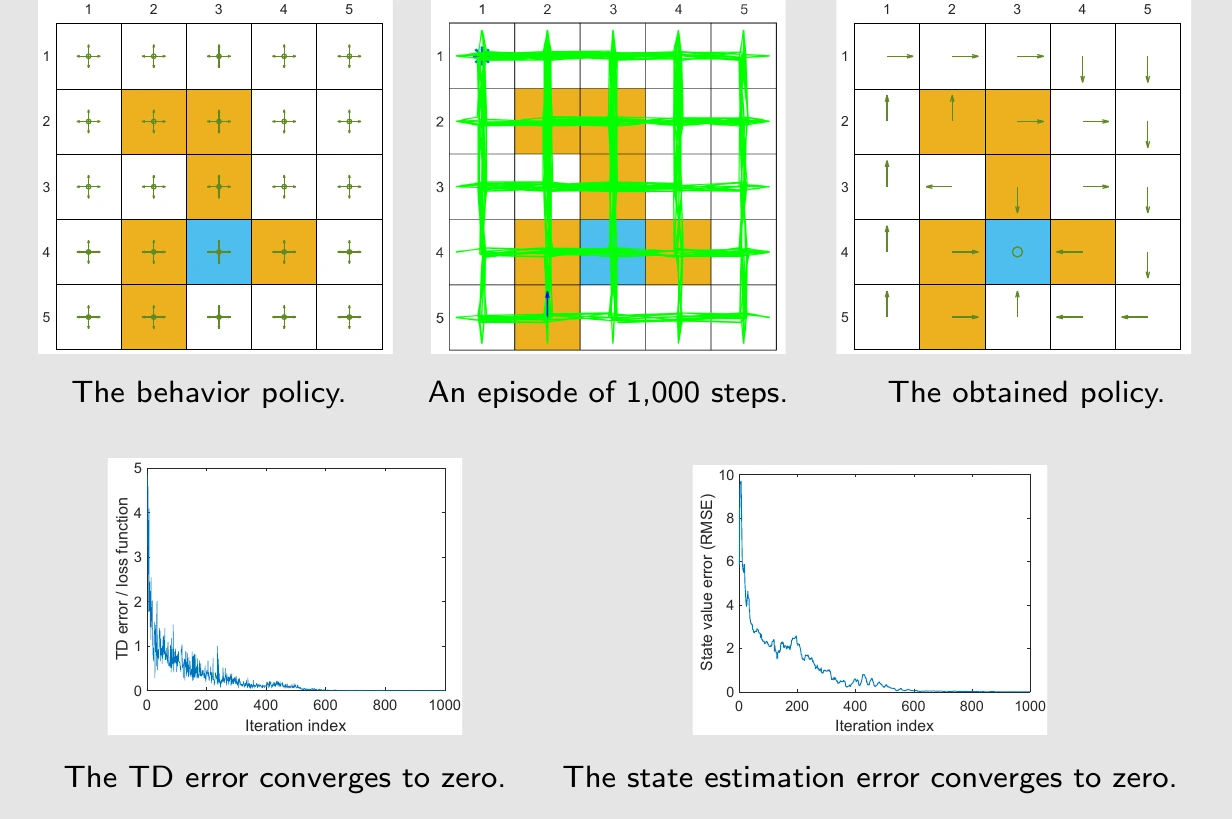 1 2 3 4 5
1
2
3
4
5
The behavior policy.
1 2 3 4 5
1
2
3
4
5
An episode of 1,000 steps.
1 2 3 4 5
1
2
3
4
5
The obtained policy.
TD error / loss function
5
4
3
2
1
0
0 200 400 600 800 1000
Iteration index
The TD error converges to zero.
State value error (RMSE)
10
8
6
4
2
0
0 200 400 600 800 1000
Iteration index
The state estimation error converges to zero.